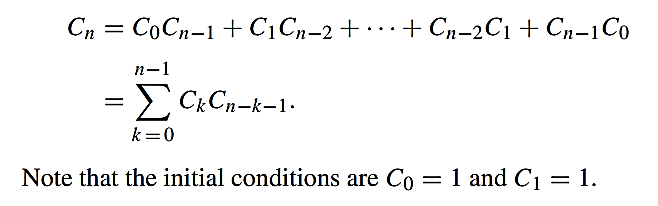 Cₙ = C₀Cₙ₋₁ + C₁Cₙ₋₂ + ⋯ + Cₙ₋₂C₁ + Cₙ₋₁C₀
n−1
= ∑ CₖCₙ₋ₖ₋₁.
k=0
Note that the initial conditions are C₀ = 1 and C₁ = 1.